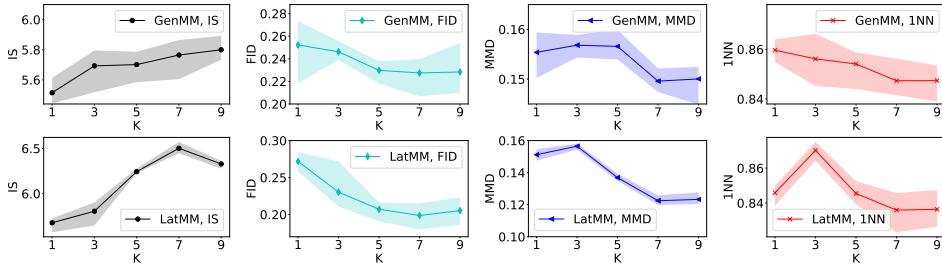 GenMM, IS
IS
6.0
5.8
5.6
1 3 5 7 9
K
GenMM, FID
FID
0.28
0.26
0.24
0.22
0.20
1 3 5 7 9
K
GenMM, MMD
MMD
0.16
0.15
1 3 5 7 9
K
GenMM, 1NN
1NN
0.86
0.84
1 3 5 7 9
K
LatMM, IS
IS
6.5
6.0
1 3 5 7 9
K
LatMM, FID
FID
0.30
0.25
0.20
1 3 5 7 9
K
LatMM, MMD
MMD
0.16
0.14
0.12
0.10
1 3 5 7 9
K
LatMM, 1NN
1NN
0.86
0.84
1 3 5 7 9
K